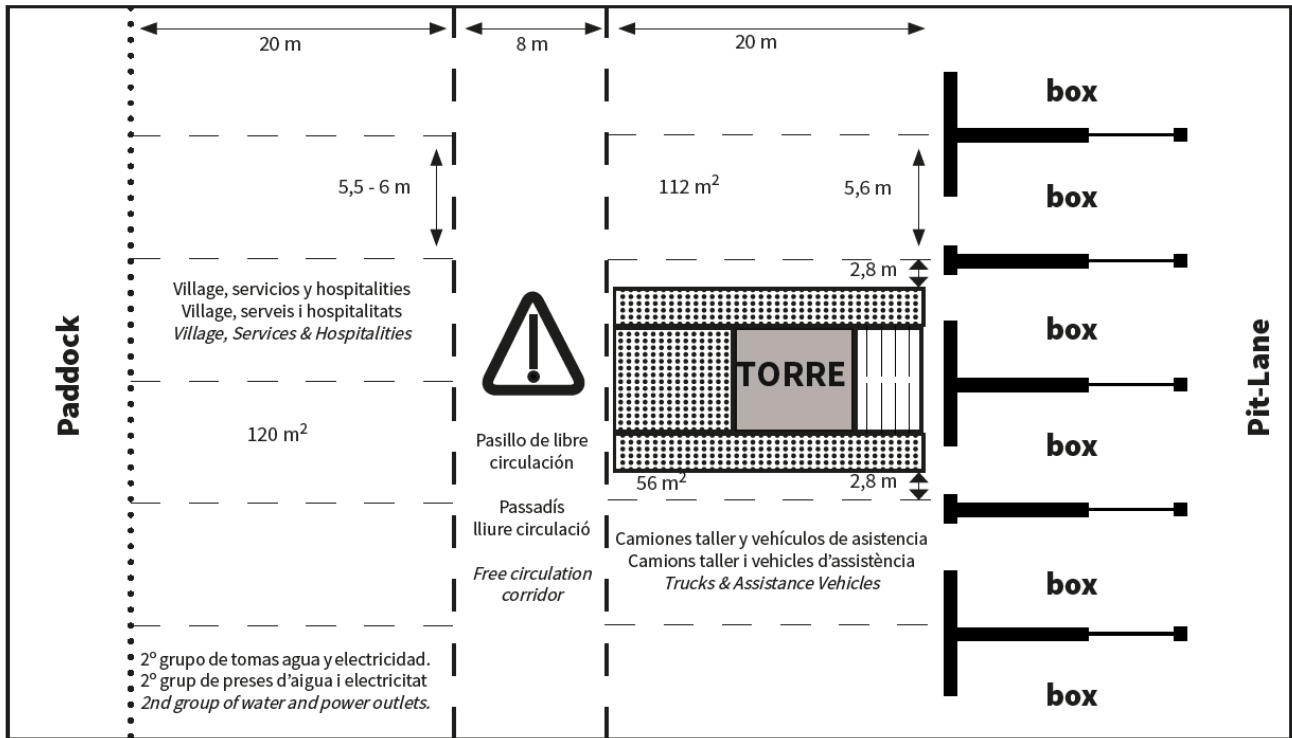 20 m
8 m
20 m
box
5,5 - 6 m
112 m²
5,6 m
box
2,8 m
Village, servicios y hospitalities
Village, serveis i hospitalitats
Village, Services & Hospitalities
Paddock
box
TORRE
Pit-Lane
120 m²
Pasillo de libre
circulación
Passadís
lliure circulació
Free circulation
corridor
box
56 m²
2,8 m
Camiones taller y vehículos de asistencia
Camions taller i vehicles d’assistència
Trucks & Assistance Vehicles
box
2º grupo de tomas agua y electricidad.
2º grup de preses d’aigua i electricitat
2nd group of water and power outlets.
box